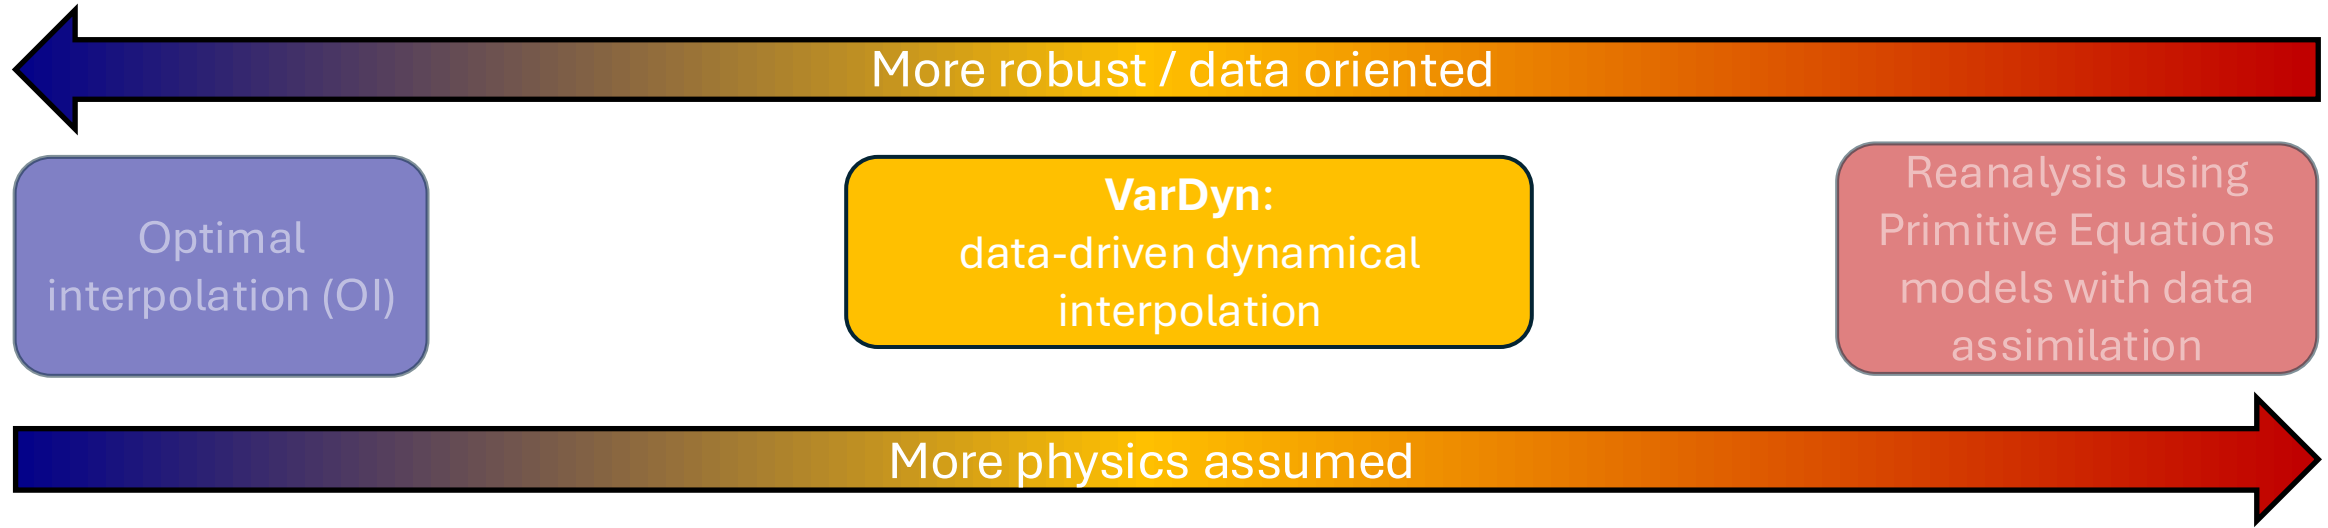 More robust / data oriented
Optimal
interpolation (OI)
VarDyn:
data-driven dynamical
interpolation
Reanalysis using
Primitive Equations
models with data
assimilation
More physics assumed